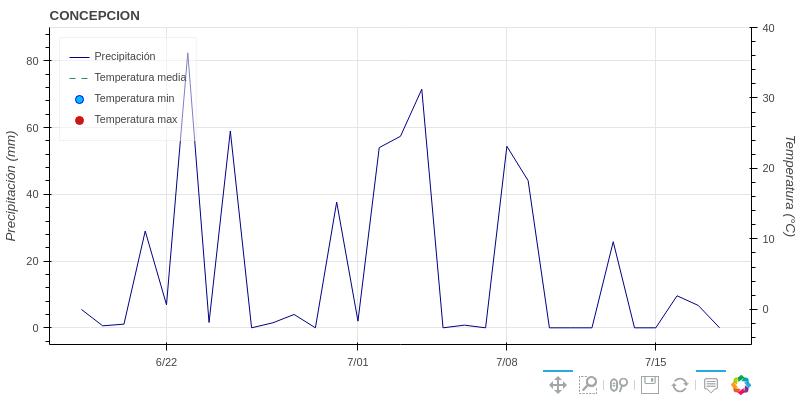 CONCEPCION
Precipitación
Temperatura media
Temperatura min
Temperatura max
Precipitación (mm)
80
60
40
20
0
40
30
20
10
0
Temperatura (°C)
6/22
7/01
7/08
7/15